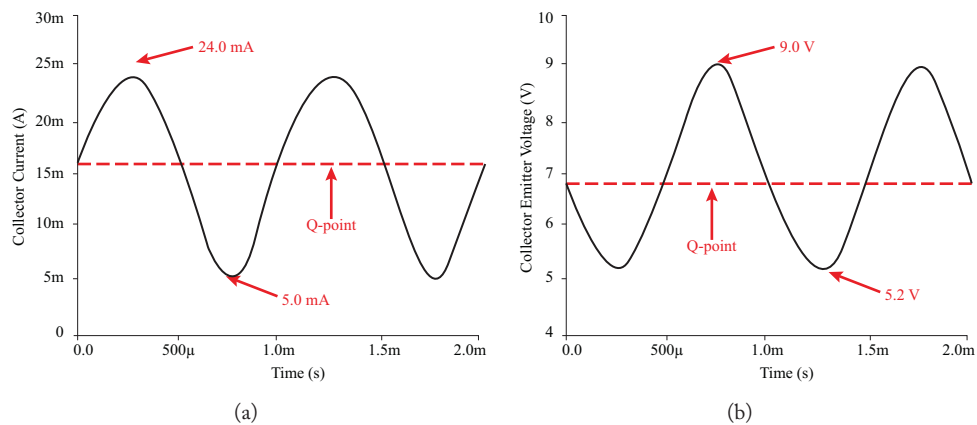 30m
25m
20m
15m
10m
5m
0
Collector Current (A)
24.0 mA
Q-point
5.0 mA
0.0
500µ
1.0m
1.5m
2.0m
Time (s)
(a)
10
9
8
7
6
5
4
Collector Emitter Voltage (V)
9.0 V
Q-point
5.2 V
0.0
500µ
1.0m
1.5m
2.0m
Time (s)
(b)